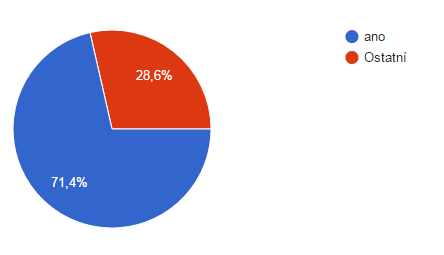 ano
Ostatní
28,6%
71,4%